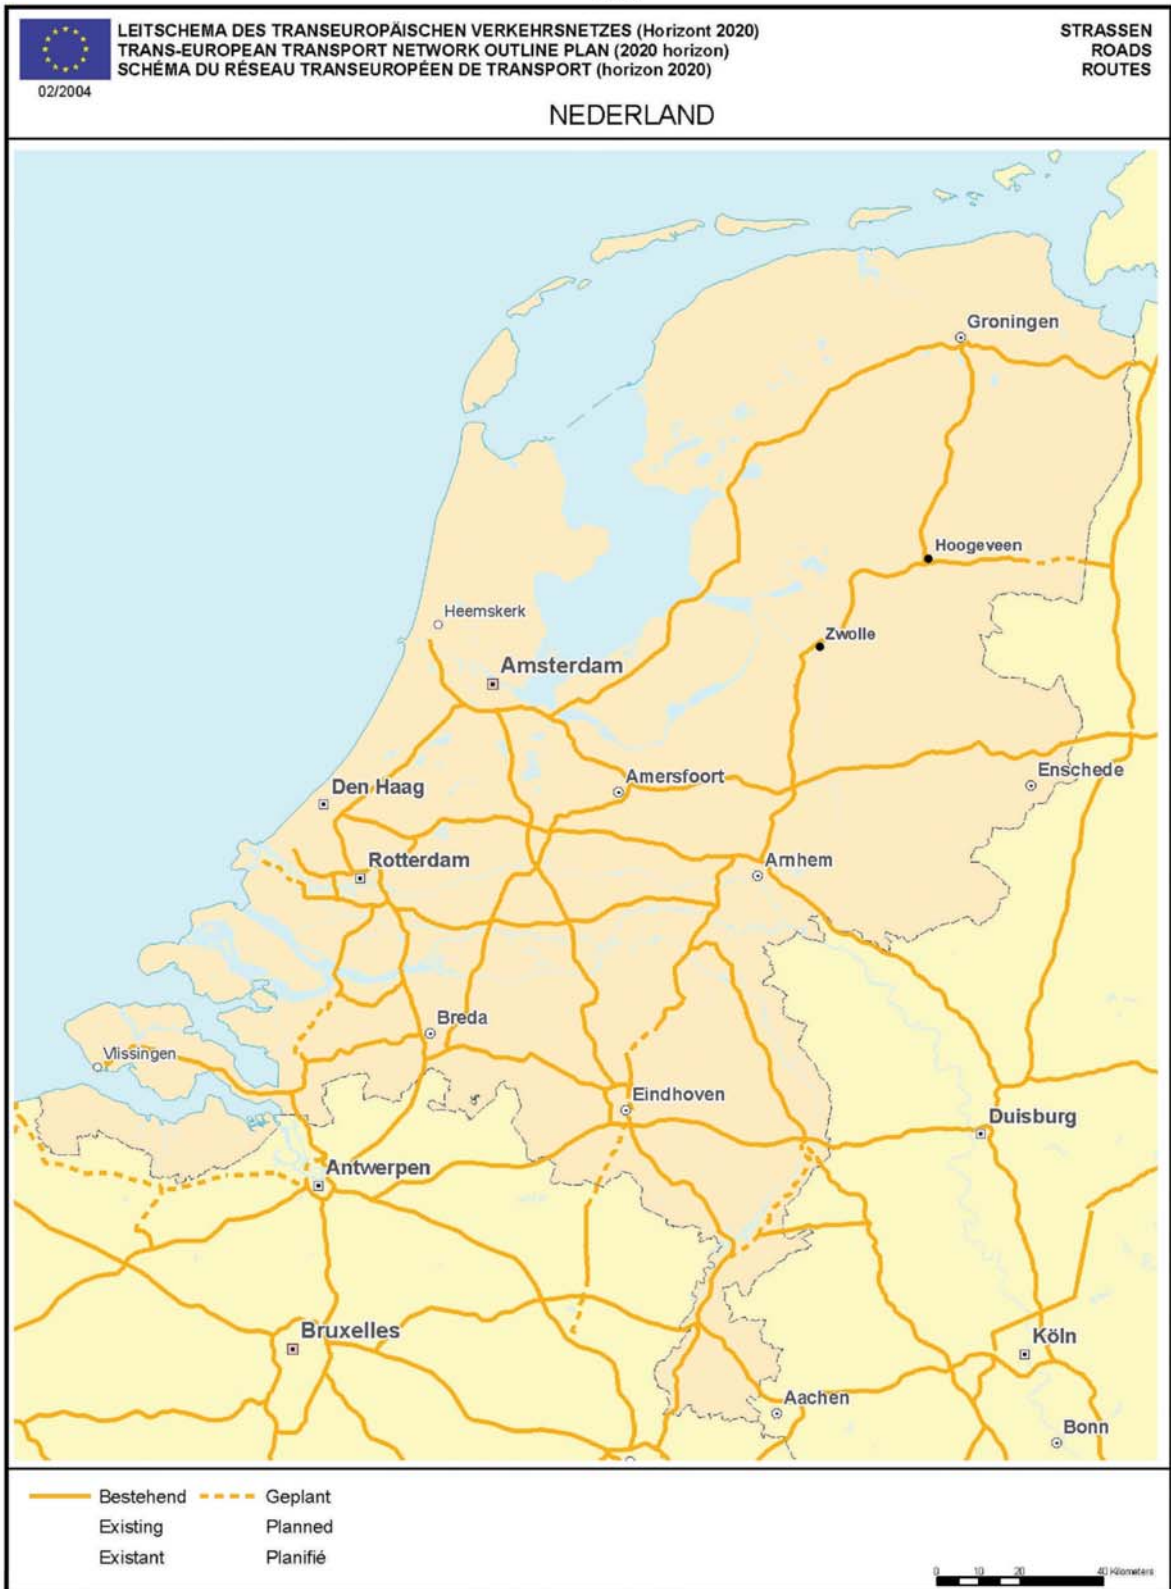 LEITSCHEMA DES TRANSEUROPÄISCHEN VERKEHRSNETZES (Horizont 2020)
TRANS-EUROPEAN TRANSPORT NETWORK OUTLINE PLAN (2020 horizon)
SCHÉMA DU RÉSEAU TRANSEUROPÉEN DE TRANSPORT (horizon 2020)
STRASSEN
ROADS
ROUTES
02/2004
NEDERLAND
Groningen
Hoogeveen
Heemskerk
Zwolle
Amsterdam
Enschede
Amersfoort
Den Haag
Rotterdam
Arnhem
Breda
Vlissingen
Eindhoven
Duisburg
Antwerpen
Bruxelles
Köln
Aachen
Bonn
Bestehend Geplant
Existing Planned
Existant Planifié
0 10 20 40 Kilometers